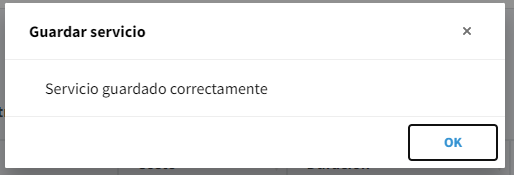 Guardar servicio ×
Servicio guardado correctamente
OK